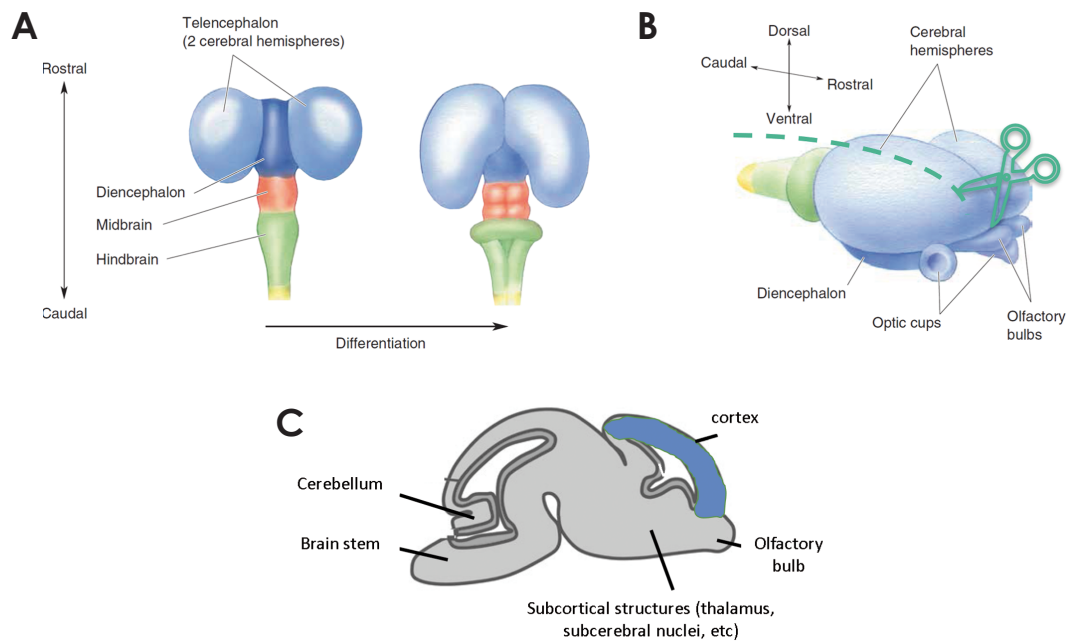 A
Telencephalon
(2 cerebral hemispheres)
Rostral
Diencephalon
Midbrain
Hindbrain
Caudal
Differentiation
B
Dorsal
Cerebral
hemispheres
Caudal
Rostral
Ventral
Diencephalon
Optic cups
Olfactory
bulbs
C
cortex
Cerebellum
Brain stem
Olfactory
bulb
Subcortical structures (thalamus,
subcerebral nuclei, etc)